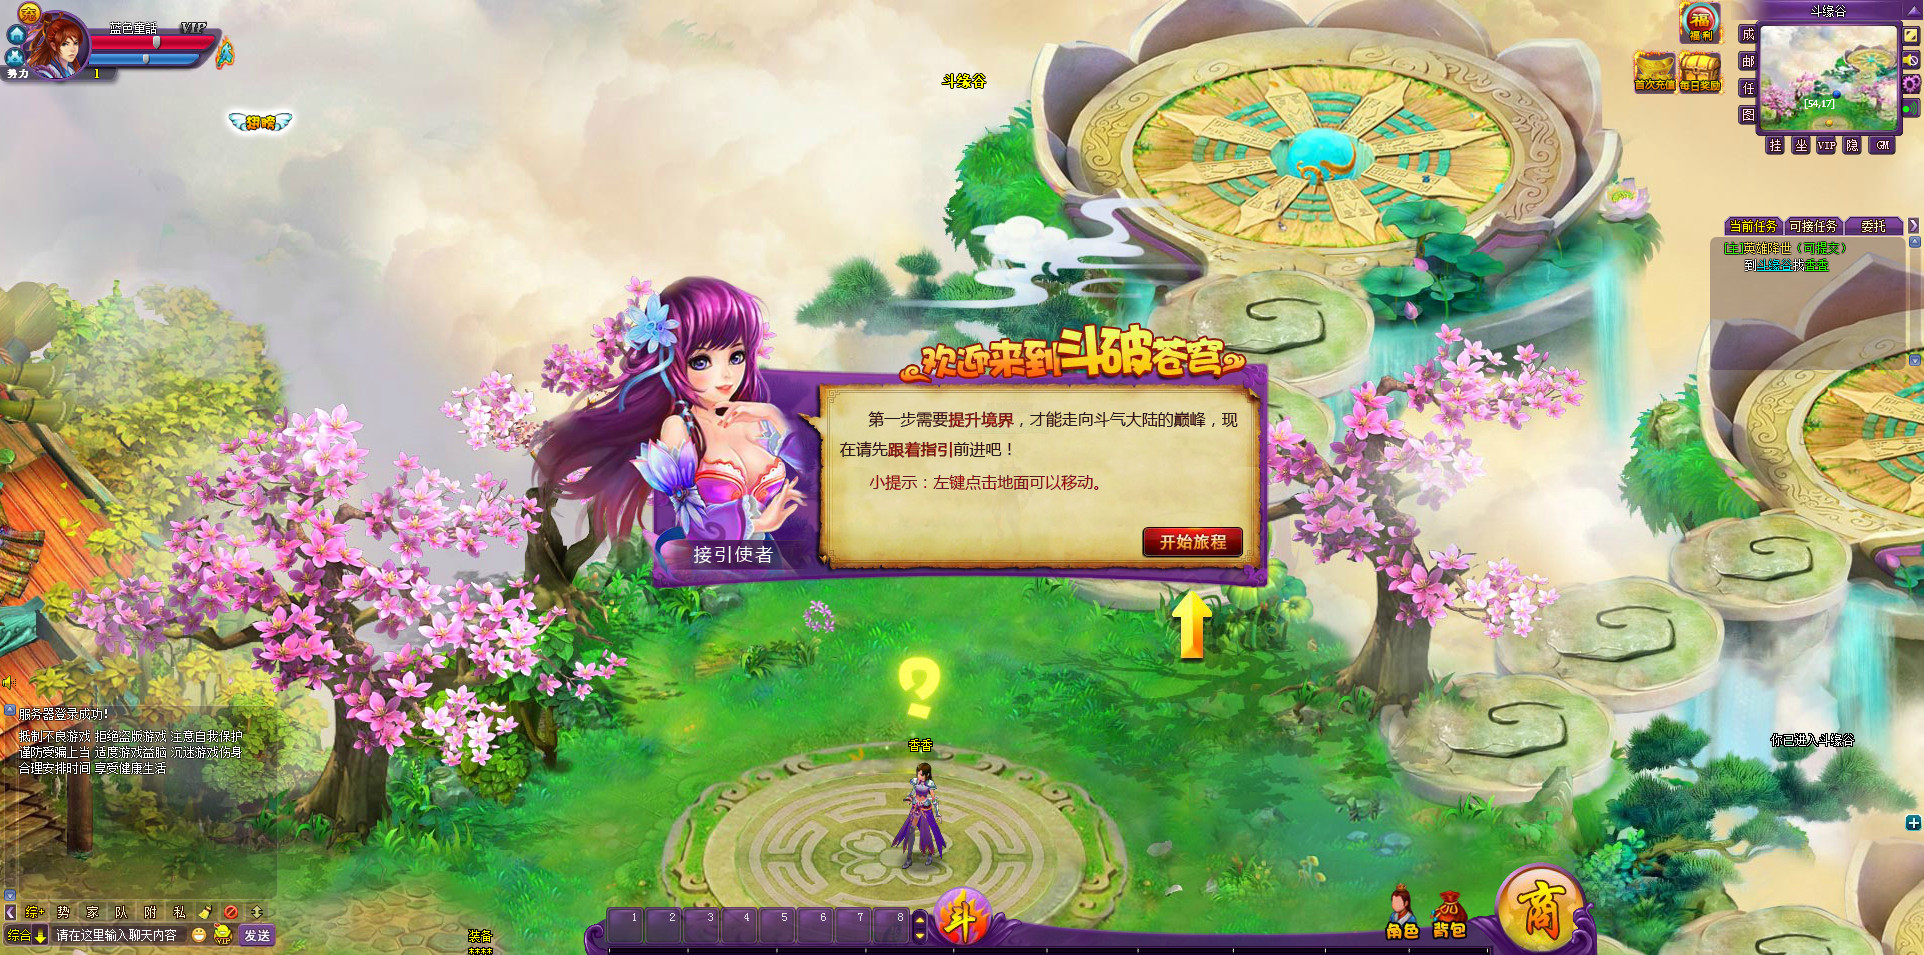 充
蓝色童話
VIP
努力
1
翅膀
斗缘谷
福利
首次充值
每日奖励
斗缘谷
成
邮
任
图
[54,17]
挂
坐
VIP
隐
GM
当前任务
可接任务
委托
[主]英雄降世（可提交）
到斗缘谷找香香
欢迎来到斗破苍穹
第一步需要提升境界，才能走向斗气大陆的巅峰，现
在请先跟着指引前进吧！
小提示：左键点击地面可以移动。
开始旅程
接引使者
香香
服务器登录成功!
抵制不良游戏 拒绝盗版游戏 注意自我保护
谨防受骗上当 适度游戏益脑 沉迷游戏伤身
合理安排时间 享受健康生活
你已进入斗缘谷
综+
势
家
队
附
私
综合
请在这里输入聊天内容
VIP
发送
装备
1
2
3
4
5
6
7
8
斗
角色
背包
商